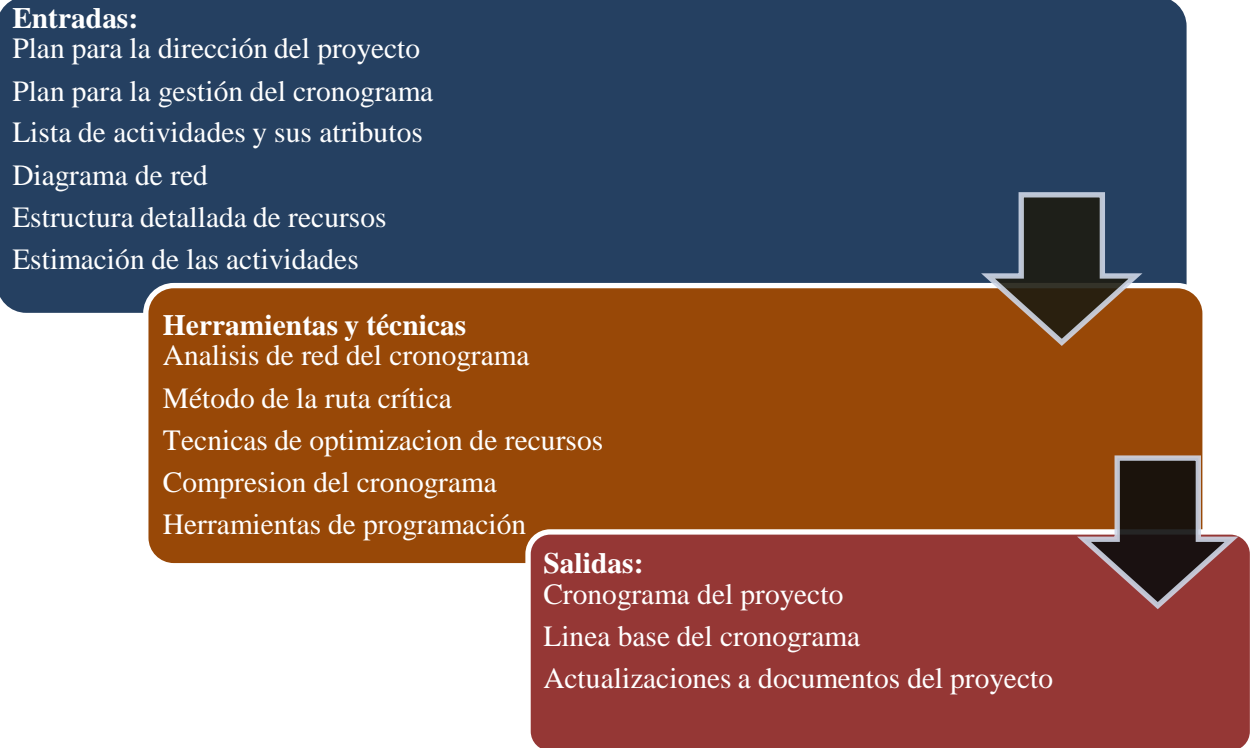 Entradas:
Plan para la dirección del proyecto
Plan para la gestión del cronograma
Lista de actividades y sus atributos
Diagrama de red
Estructura detallada de recursos
Estimación de las actividades
Herramientas y técnicas
Analisis de red del cronograma
Método de la ruta crítica
Tecnicas de optimizacion de recursos
Compresion del cronograma
Herramientas de programación
Salidas:
Cronograma del proyecto
Linea base del cronograma
Actualizaciones a documentos del proyecto